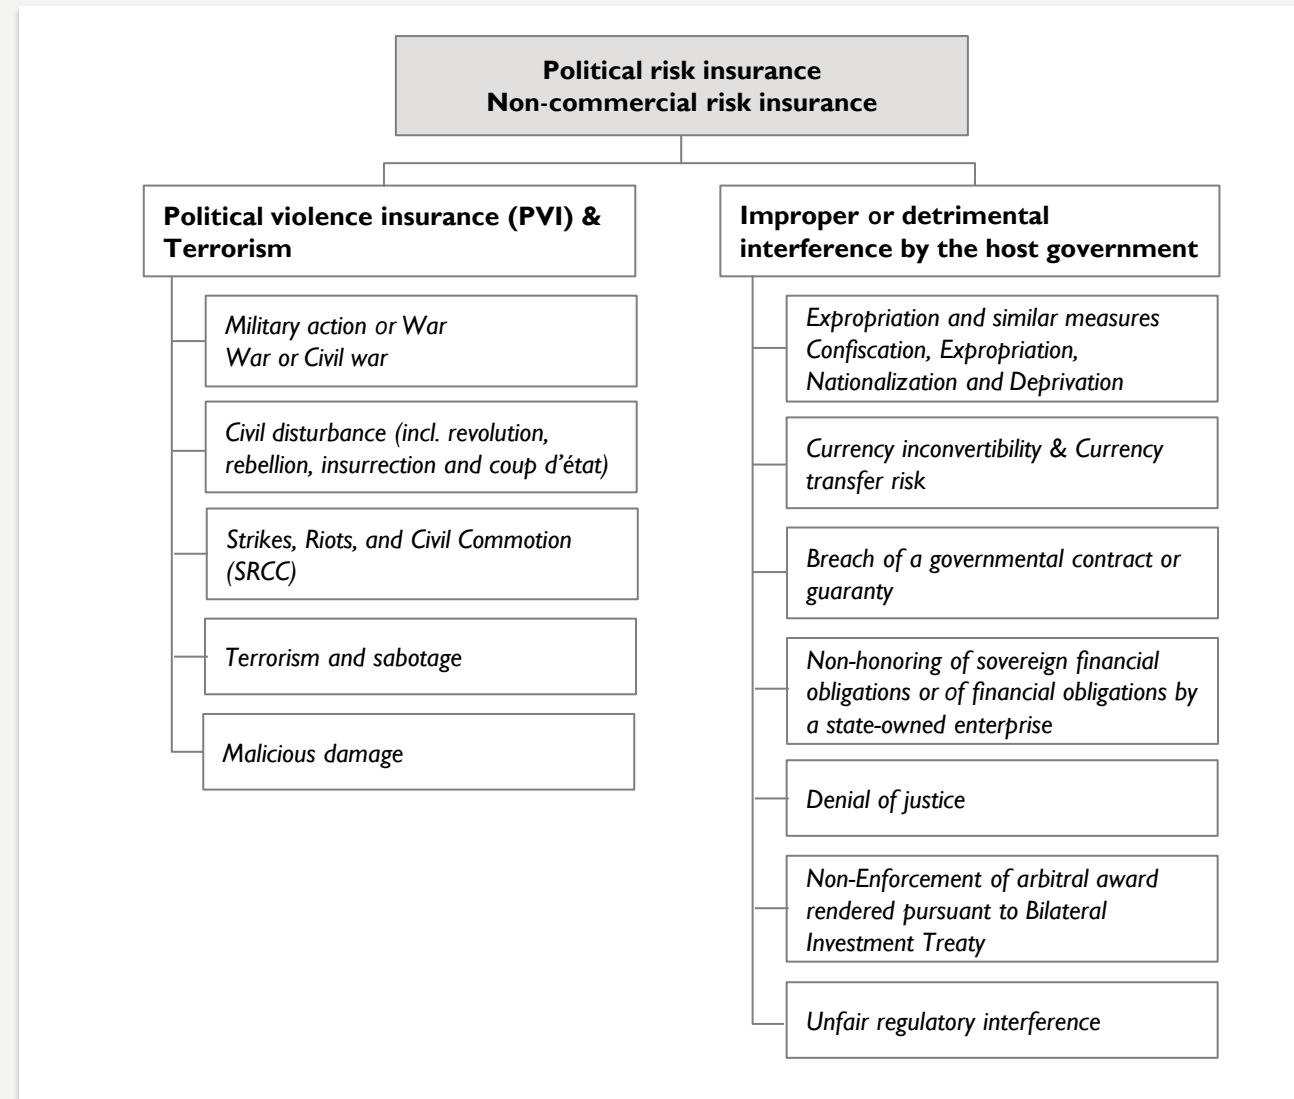 Political risk insurance
Non-commercial risk insurance
Political violence insurance (PVI) &
Terrorism
Military action or War
War or Civil war
Civil disturbance (incl. revolution,
rebellion, insurrection and coup d’état)
Strikes, Riots, and Civil Commotion
(SRCC)
Terrorism and sabotage
Malicious damage
Improper or detrimental
interference by the host government
Expropriation and similar measures
Confiscation, Expropriation,
Nationalization and Deprivation
Currency inconvertibility & Currency
transfer risk
Breach of a governmental contract or
guaranty
Non-honoring of sovereign financial
obligations or of financial obligations by
a state-owned enterprise
Denial of justice
Non-Enforcement of arbitral award
rendered pursuant to Bilateral
Investment Treaty
Unfair regulatory interference